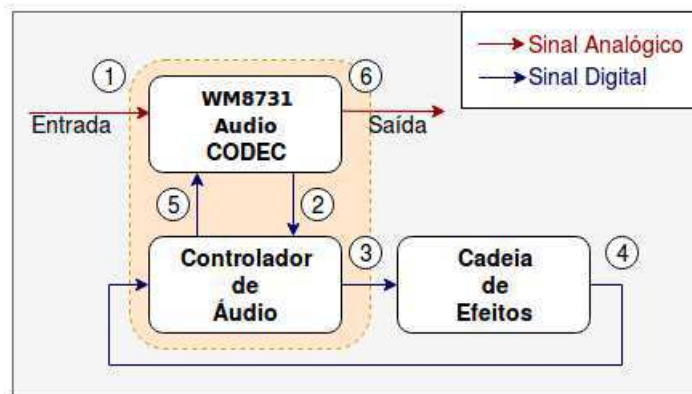 Sinal Analógico
Sinal Digital
1
6
Entrada
WM8731
Audio
CODEC
Saída
5
2
Controlador
de
Áudio
3
Cadeia
de
Efeitos
4